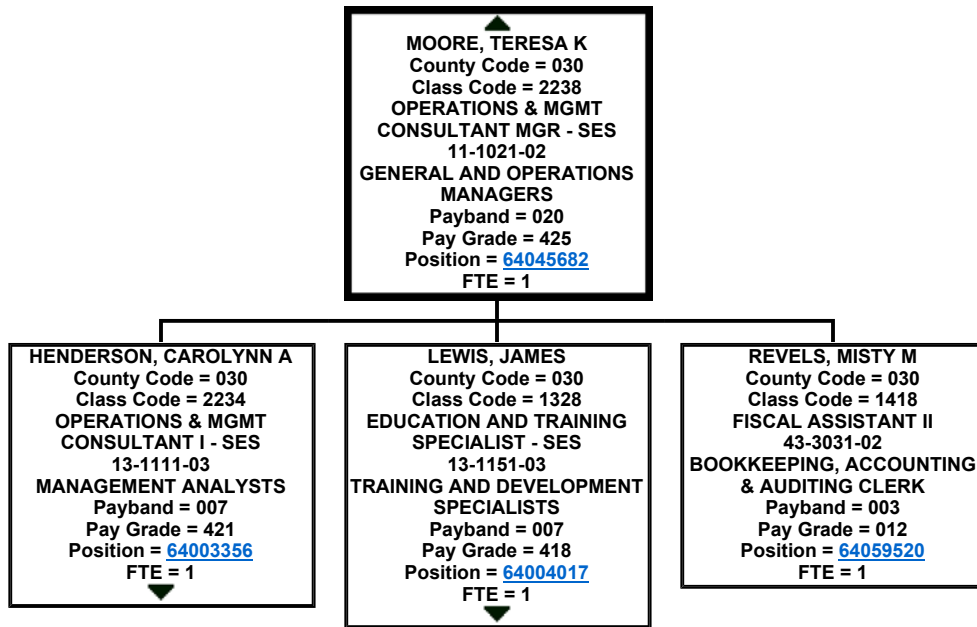 MOORE, TERESA K
County Code = 030
Class Code = 2238
OPERATIONS & MGMT
CONSULTANT MGR - SES
11-1021-02
GENERAL AND OPERATIONS
MANAGERS
Payband = 020
Pay Grade = 425
Position = 64045682
FTE = 1
HENDERSON, CAROLYNN A
County Code = 030
Class Code = 2234
OPERATIONS & MGMT
CONSULTANT I - SES
13-1111-03
MANAGEMENT ANALYSTS
Payband = 007
Pay Grade = 421
Position = 64003356
FTE = 1
LEWIS, JAMES
County Code = 030
Class Code = 1328
EDUCATION AND TRAINING
SPECIALIST - SES
13-1151-03
TRAINING AND DEVELOPMENT
SPECIALISTS
Payband = 007
Pay Grade = 418
Position = 64004017
FTE = 1
REVELS, MISTY M
County Code = 030
Class Code = 1418
FISCAL ASSISTANT II
43-3031-02
BOOKKEEPING, ACCOUNTING
& AUDITING CLERK
Payband = 003
Pay Grade = 012
Position = 64059520
FTE = 1